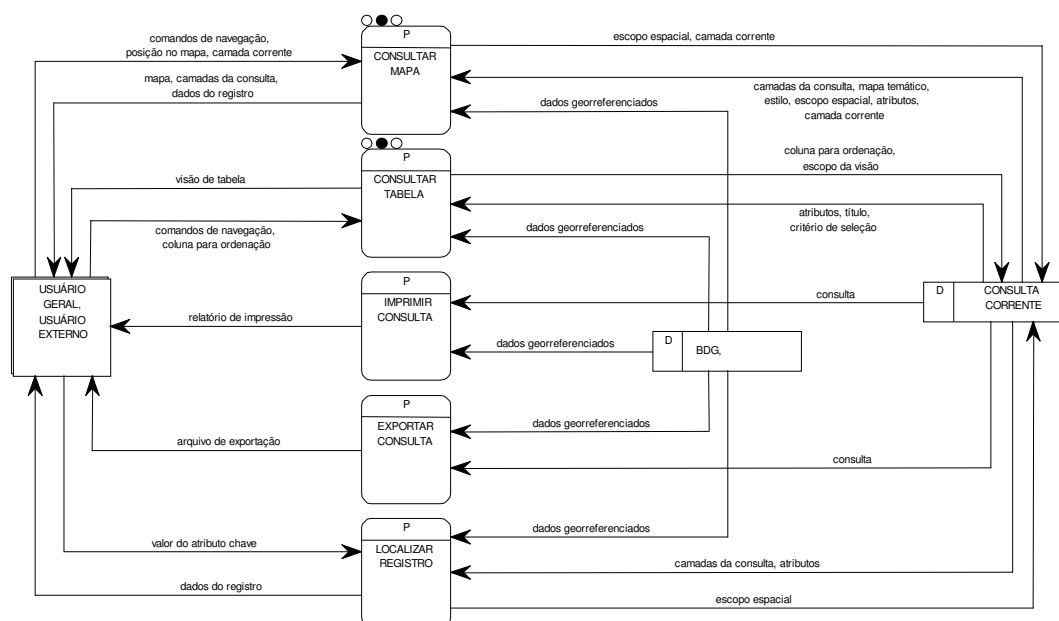 P
CONSULTAR
MAPA
comandos de navegação,
posição no mapa, camada corrente
mapa, camadas da consulta,
dados do registro
escopo espacial, camada corrente
camadas da consulta, mapa temático,
estilo, escopo espacial, atributos,
camada corrente
dados georreferenciados
P
CONSULTAR
TABELA
visão de tabela
comandos de navegação,
coluna para ordenação
coluna para ordenação,
escopo da visão
atributos, título,
critério de seleção
dados georreferenciados
USUÁRIO
GERAL,
USUÁRIO
EXTERNO
P
IMPRIMIR
CONSULTA
relatório de impressão
consulta
dados georreferenciados
D
BDG,
D
CONSULTA
CORRENTE
P
EXPORTAR
CONSULTA
arquivo de exportação
dados georreferenciados
consulta
P
LOCALIZAR
REGISTRO
valor do atributo chave
dados do registro
dados georreferenciados
camadas da consulta, atributos
escopo espacial